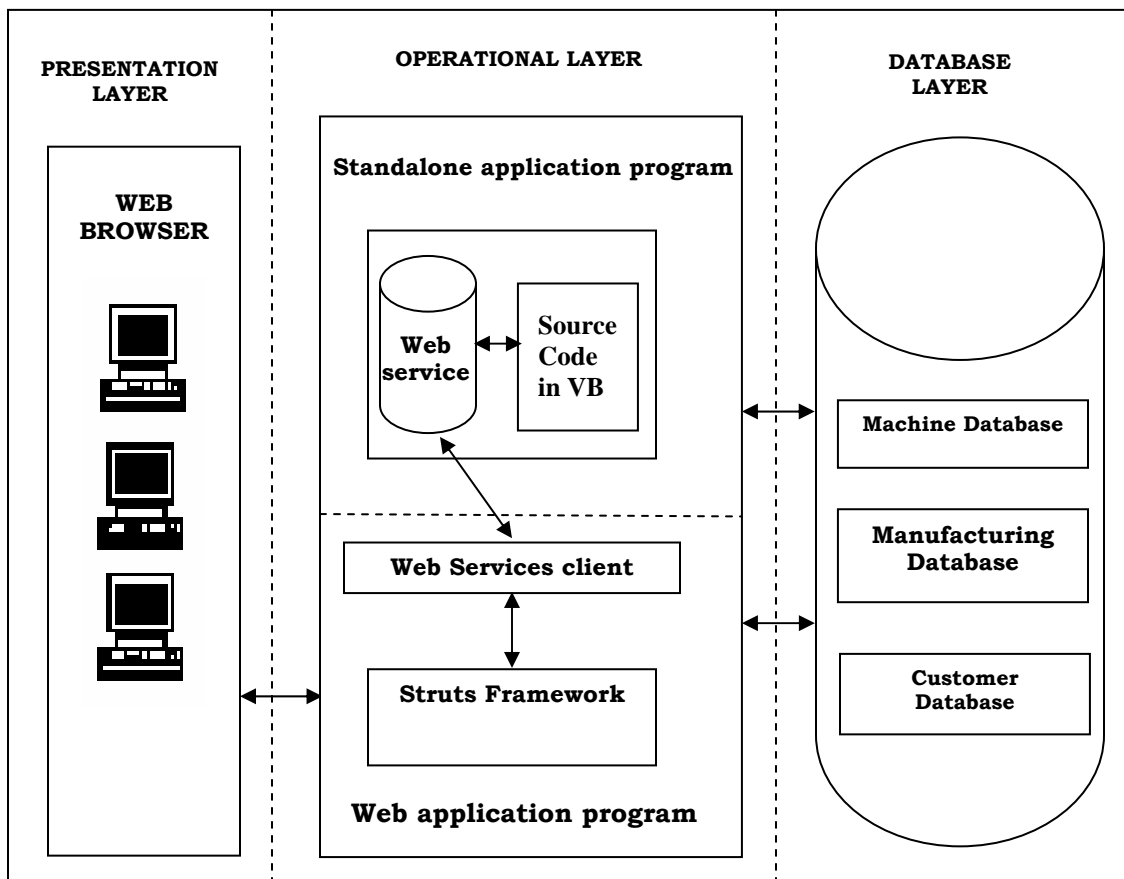 PRESENTATION
LAYER
WEB
BROWSER
OPERATIONAL LAYER
Standalone application program
Web
service
Source
Code
in VB
Web Services client
Struts Framework
Web application program
DATABASE
LAYER
Machine Database
Manufacturing
Database
Customer
Database